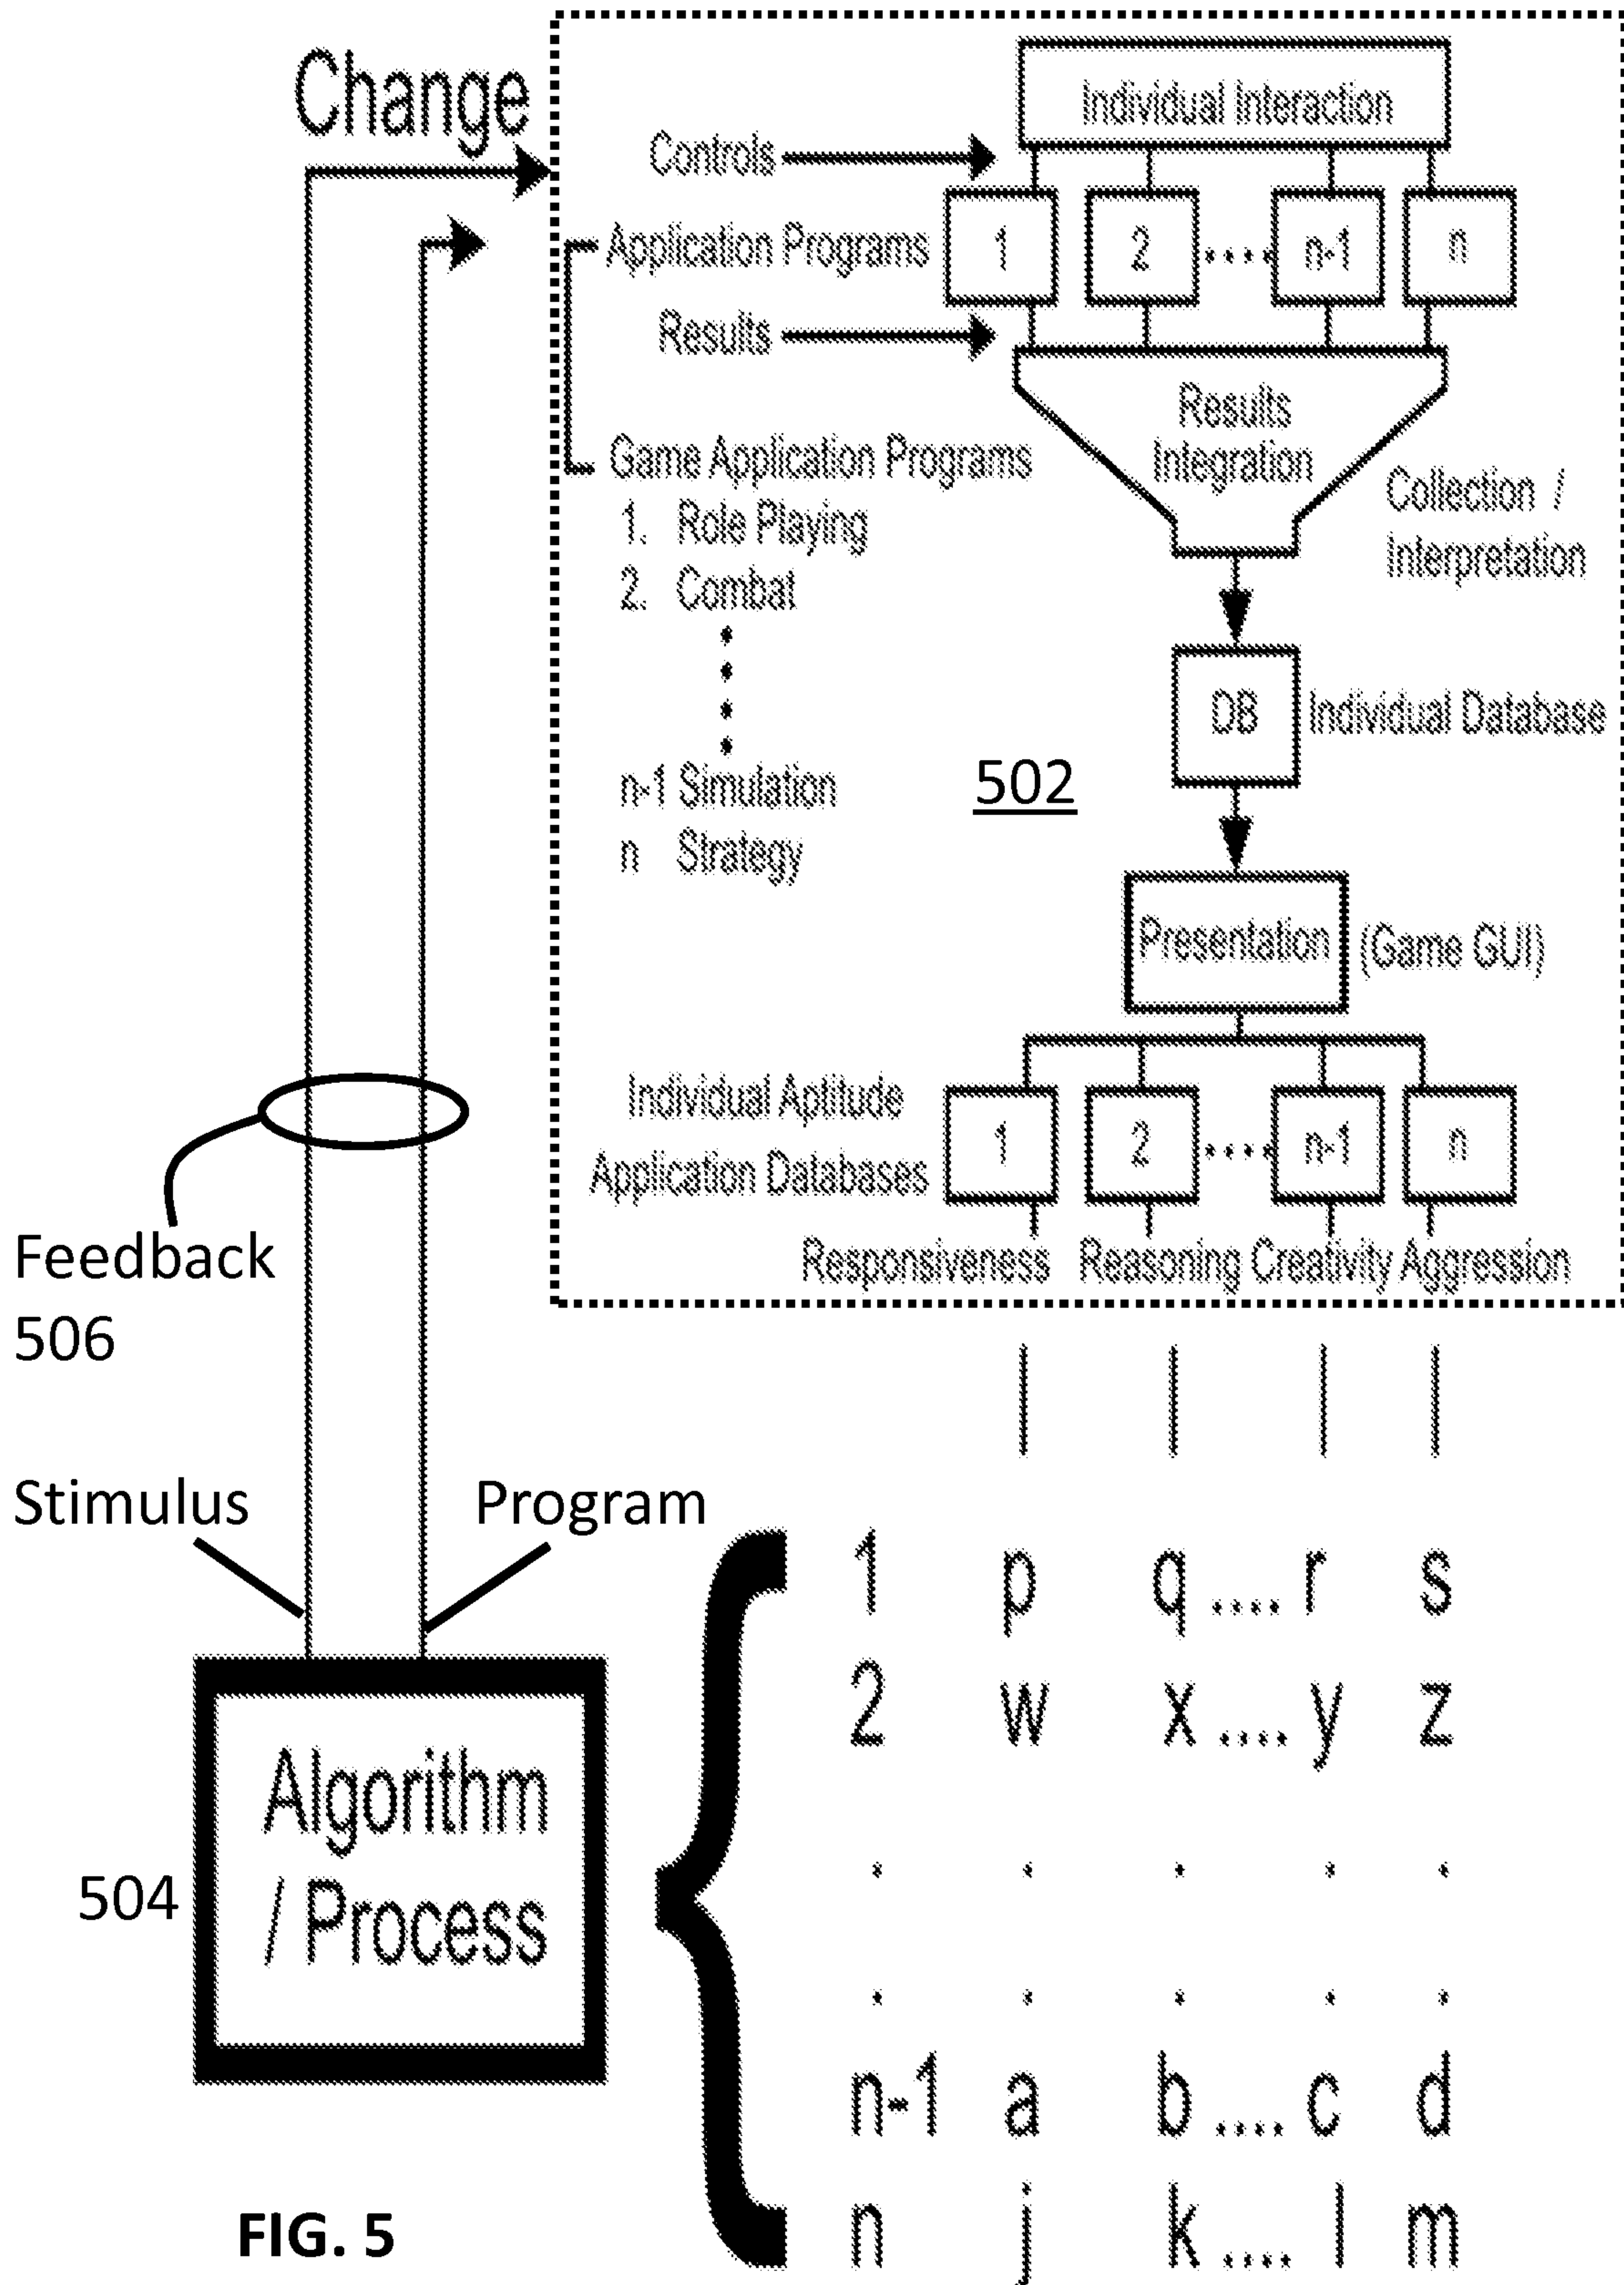 Change
Individual Interaction
Controls
Application Programs
1 2 .... n-1 n
Results
Results
Integration
Game Application Programs
1. Role Playing
2. Combat
n-1 Simulation
n Strategy
Collection /
Interpretation
DB
Individual Database
502
Presentation
(Game GUI)
Individual Aptitude
Application Databases
1 2 .... n-1 n
Responsiveness Reasoning Creativity Aggression
Feedback
506
Stimulus
Program
Algorithm
/ Process
504
1 p q .... r s
2 w x .... y z
. . . . .
. . . . .
n-1 a b .... c d
n j k .... l m
FIG. 5